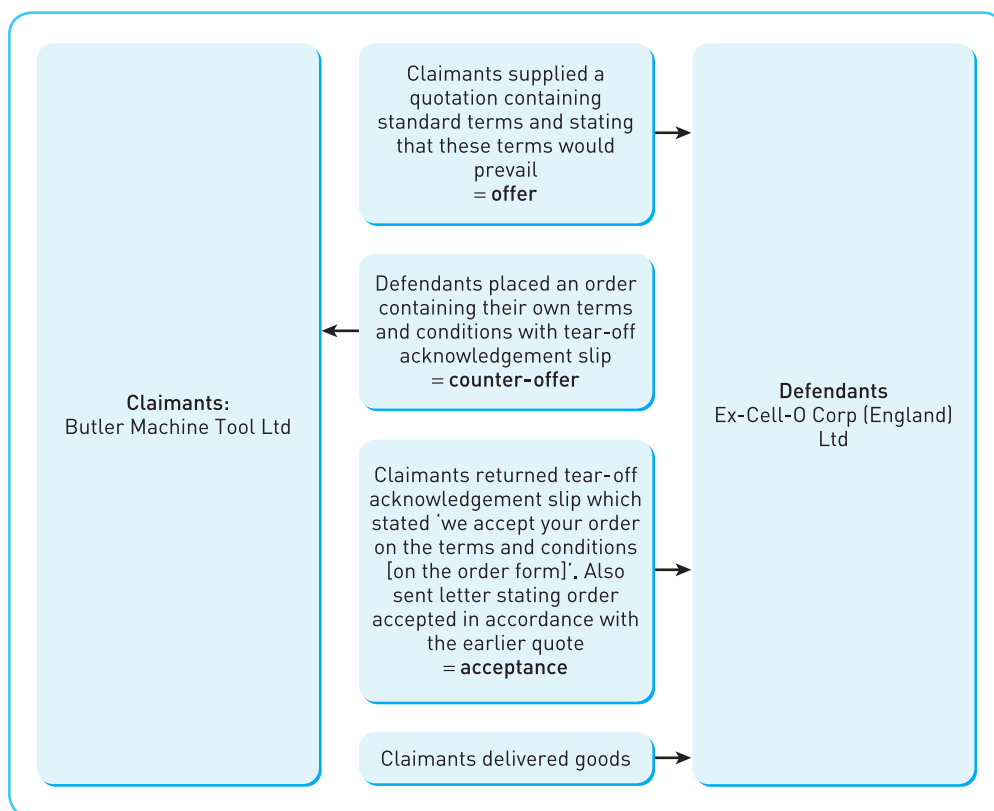 Claimants:
Butler Machine Tool Ltd
Claimants supplied a
quotation containing
standard terms and stating
that these terms would
prevail
= offer
Defendants placed an order
containing their own terms
and conditions with tear-off
acknowledgement slip
= counter-offer
Claimants returned tear-off
acknowledgement slip which
stated ‘we accept your order
on the terms and conditions
[on the order form]’. Also
sent letter stating order
accepted in accordance with
the earlier quote
= acceptance
Claimants delivered goods
Defendants
Ex-Cell-O Corp (England)
Ltd